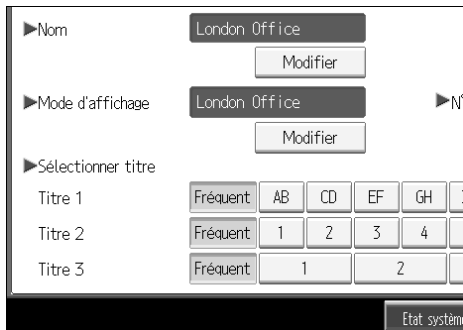 ▶Nom London Office
Modifier
▶Mode d'affichage London Office ▶N°
Modifier
▶Sélectionner titre
Titre 1 Fréquent AB CD EF GH
Titre 2 Fréquent 1 2 3 4
Titre 3 Fréquent 1 2
Etat système